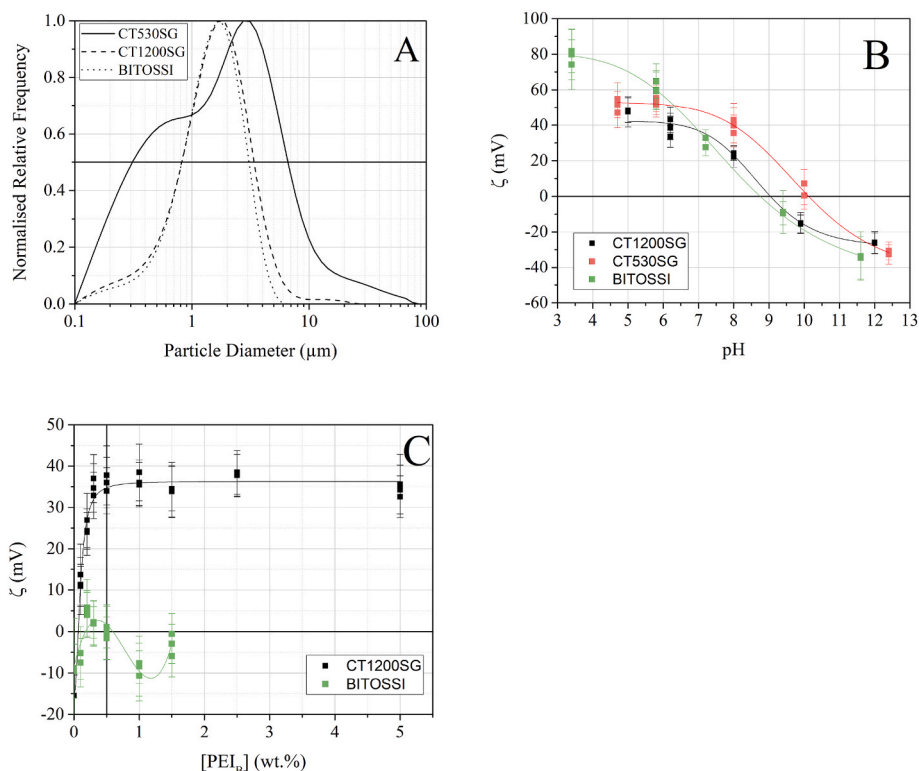 A
CT530SG
CT1200SG
BITOSSI
Normalised Relative Frequency
1.0
0.8
0.6
0.4
0.2
0.0
0.1 1 10 100
Particle Diameter (µm)
B
ζ (mV)
100
80
60
40
20
0
-20
-40
-60
CT1200SG
CT530SG
BITOSSI
3 4 5 6 7 8 9 10 11 12 13
pH
C
ζ (mV)
50
40
30
20
10
0
-10
-20
CT1200SG
BITOSSI
0 1 2 3 4 5
[PEI_B] (wt.%)